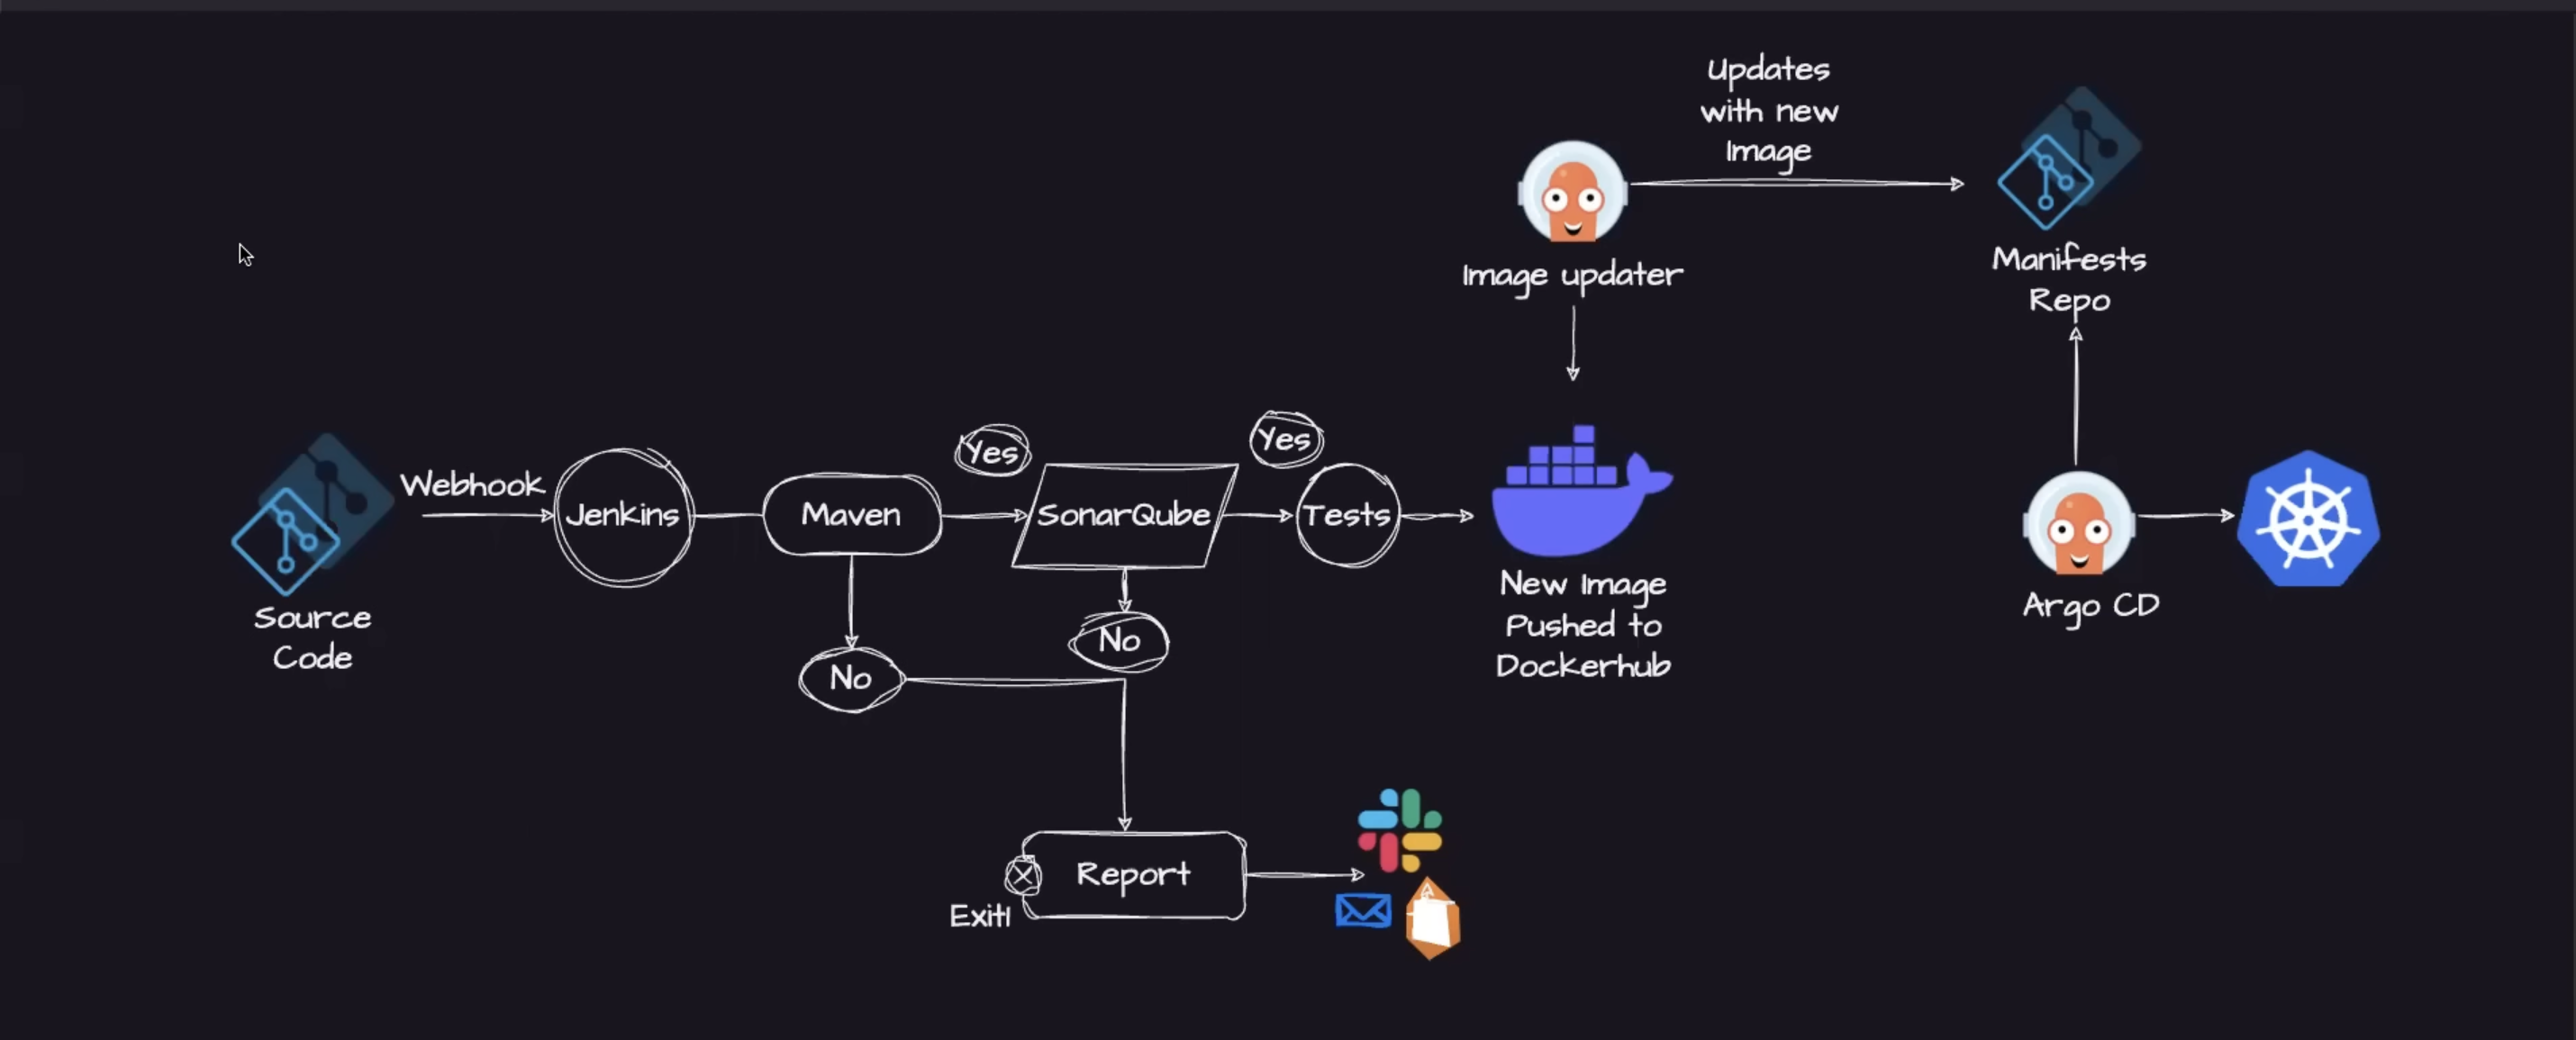 Updates
with new
Image
Image updater
Manifests
Repo
Webhook
Yes
Yes
Jenkins
Maven
SonarQube
Tests
Source
Code
No
No
New Image
Pushed to
Dockerhub
Argo CD
Report
Exit!